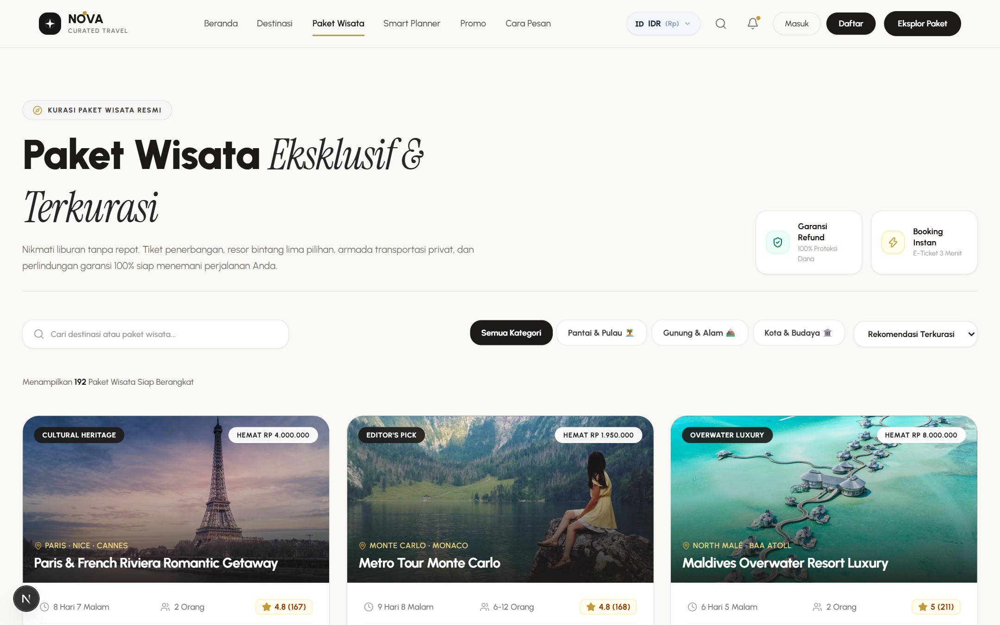 NOVA
CURATED TRAVEL
Beranda
Destinasi
Paket Wisata
Smart Planner
Promo
Cara Pesan
ID IDR (Rp)
Masuk
Daftar
Eksplor Paket
KURASI PAKET WISATA RESMI
Paket Wisata Eksklusif &
Terkurasi
Nikmati liburan tanpa repot. Tiket penerbangan, resor bintang lima pilihan, armada transportasi privat, dan
perlindungan garansi 100% siap menemani perjalanan Anda.
Garansi
Refund
100% Proteksi
Dana
Booking
Instan
E-Ticket 3 Menit
Cari destinasi atau paket wisata...
Semua Kategori
Pantai & Pulau 🏝️
Gunung & Alam ⛰️
Kota & Budaya 🏛️
Rekomendasi Terkurasi
Menampilkan 192 Paket Wisata Siap Berangkat
CULTURAL HERITAGE
HEMAT RP 4.000.000
PARIS · NICE · CANNES
Paris & French Riviera Romantic Getaway
8 Hari 7 Malam
2 Orang
4.8 (167)
EDITOR'S PICK
HEMAT RP 1.950.000
MONTE CARLO · MONACO
Metro Tour Monte Carlo
9 Hari 8 Malam
6-12 Orang
4.8 (168)
OVERWATER LUXURY
HEMAT RP 8.000.000
NORTH MALÉ · BAA ATOLL
Maldives Overwater Resort Luxury
6 Hari 5 Malam
2 Orang
5 (211)
N